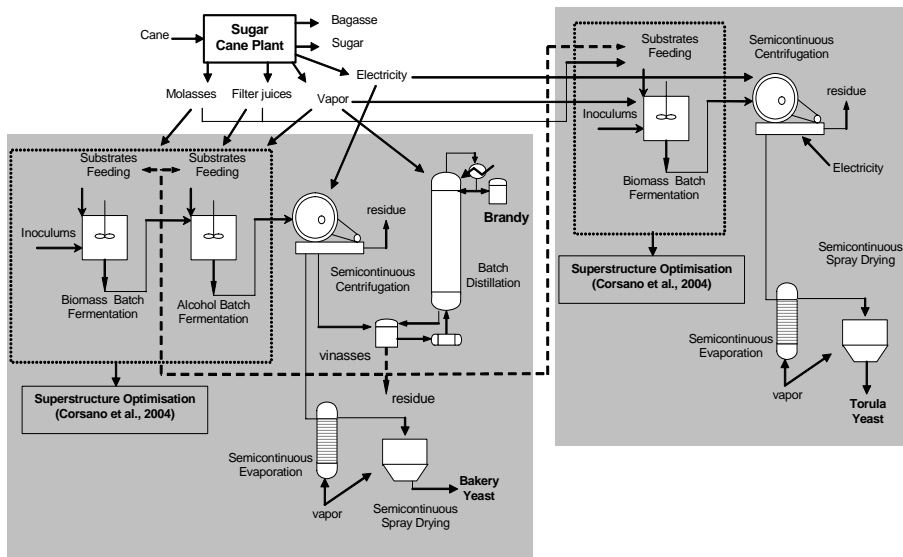 Cane
Sugar
Cane Plant
Bagasse
Sugar
Electricity
Molasses
Filter juices
Vapor
Substrates
Feeding
Substrates
Feeding
Inoculums
Biomass Batch
Fermentation
Alcohol Batch
Fermentation
residue
Semicontinuous
Centrifugation
Brandy
Batch
Distillation
vinasses
residue
Superstructure Optimisation
(Corsano et al., 2004)
Semicontinuous
Evaporation
vapor
Semicontinuous
Spray Drying
Bakery
Yeast
Substrates
Feeding
Semicontinuous
Centrifugation
residue
Inoculums
Biomass Batch
Fermentation
Electricity
Superstructure Optimisation
(Corsano et al., 2004)
Semicontinuous
Spray Drying
Semicontinuous
Evaporation
vapor
Torula
Yeast